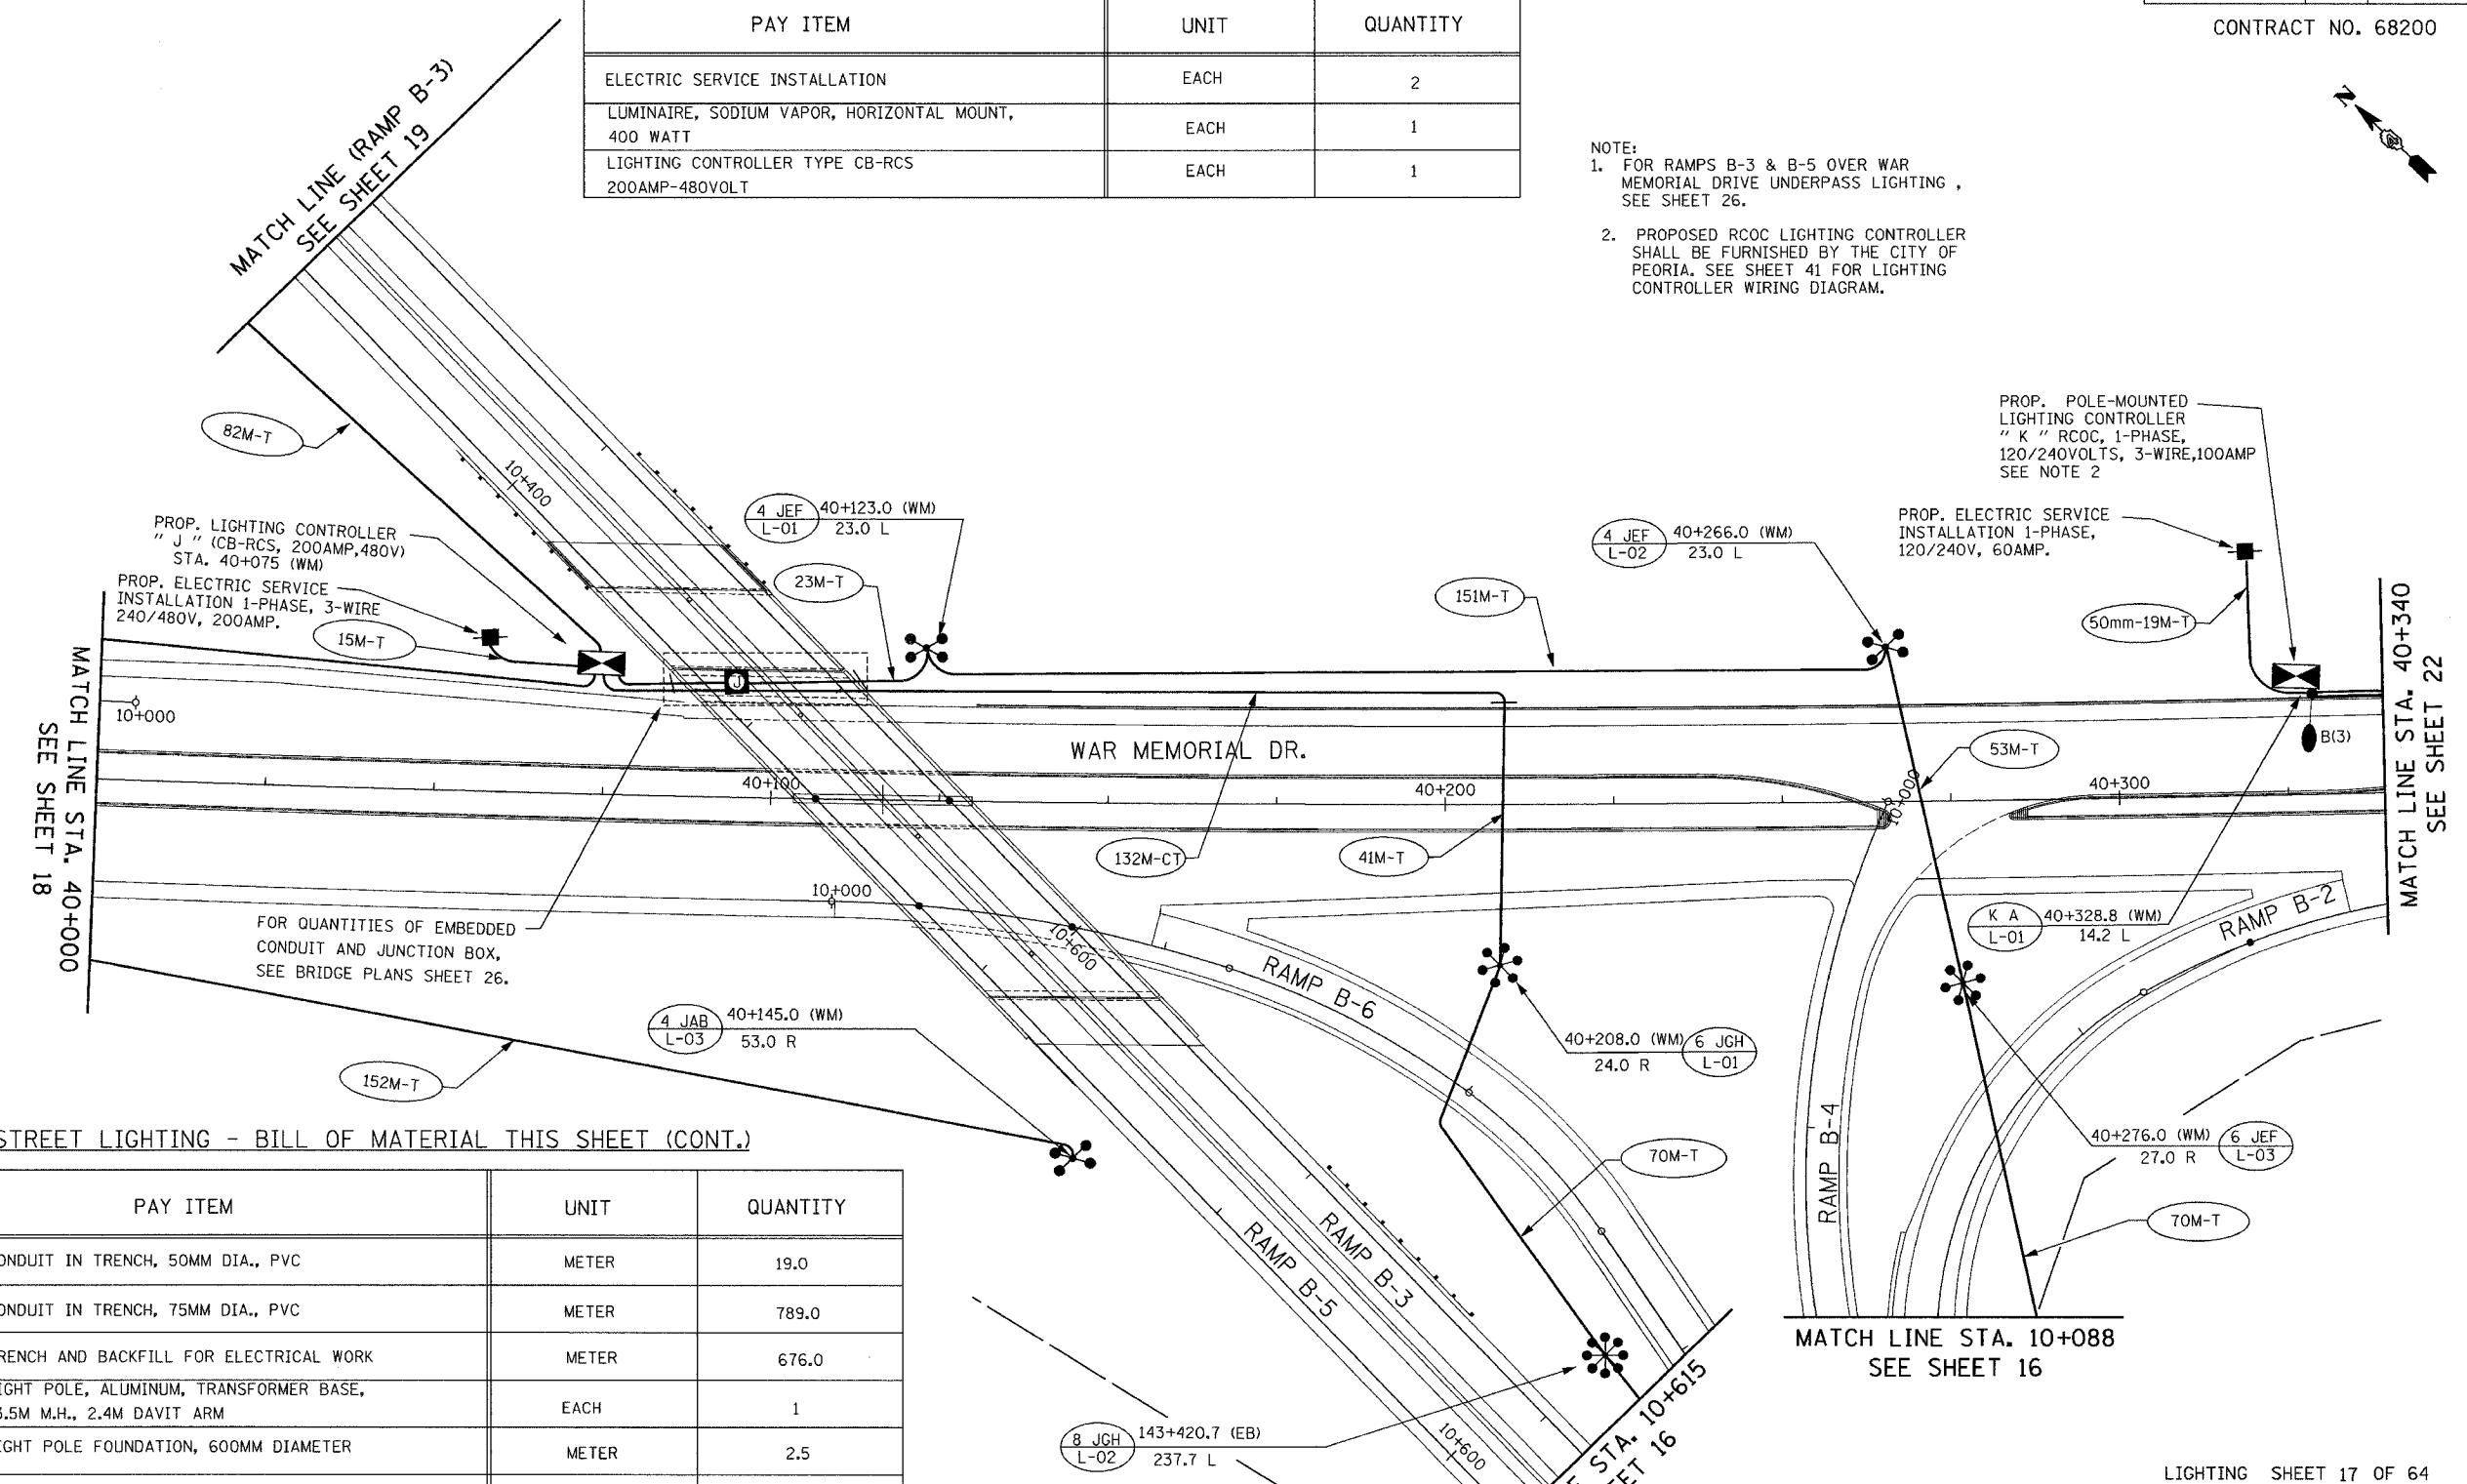 PAY ITEM UNIT QUANTITY
ELECTRIC SERVICE INSTALLATION EACH 2
LUMINAIRE, SODIUM VAPOR, HORIZONTAL MOUNT,
400 WATT EACH 1
LIGHTING CONTROLLER TYPE CB-RCS
200AMP-480VOLT EACH 1
CONTRACT NO. 68200
N
NOTE:
1. FOR RAMPS B-3 & B-5 OVER WAR
MEMORIAL DRIVE UNDERPASS LIGHTING ,
SEE SHEET 26.
2. PROPOSED RCOC LIGHTING CONTROLLER
SHALL BE FURNISHED BY THE CITY OF
PEORIA. SEE SHEET 41 FOR LIGHTING
CONTROLLER WIRING DIAGRAM.
MATCH LINE (RAMP B-3)
SEE SHEET 19
82M-T
10+400
PROP. LIGHTING CONTROLLER
" J " (CB-RCS, 200AMP,480V)
STA. 40+075 (WM)
PROP. ELECTRIC SERVICE
INSTALLATION 1-PHASE, 3-WIRE
240/480V, 200AMP.
15M-T
4 JEF 40+123.0 (WM)
L-01 23.0 L
23M-T
J
151M-T
4 JEF 40+266.0 (WM)
L-02 23.0 L
PROP. POLE-MOUNTED
LIGHTING CONTROLLER
" K " RCOC, 1-PHASE,
120/240VOLTS, 3-WIRE,100AMP
SEE NOTE 2
PROP. ELECTRIC SERVICE
INSTALLATION 1-PHASE,
120/240V, 60AMP.
50mm-19M-T
MATCH LINE STA. 40+340
SEE SHEET 22
MATCH LINE STA. 40+000
SEE SHEET 18
10+000
WAR MEMORIAL DR.
40+100
40+200
40+300
10+000
B(3)
53M-T
132M-CT
41M-T
10+000
10+600
FOR QUANTITIES OF EMBEDDED
CONDUIT AND JUNCTION BOX,
SEE BRIDGE PLANS SHEET 26.
K A 40+328.8 (WM)
L-01 14.2 L
RAMP B-2
RAMP B-6
4 JAB 40+145.0 (WM)
L-03 53.0 R
152M-T
40+208.0 (WM) 6 JGH
24.0 R L-01
RAMP B-4
40+276.0 (WM) 6 JEF
27.0 R L-03
70M-T
70M-T
RAMP B-3
RAMP B-5
STREET LIGHTING - BILL OF MATERIAL THIS SHEET (CONT.)
PAY ITEM UNIT QUANTITY
ONDUIT IN TRENCH, 50MM DIA., PVC METER 19.0
ONDUIT IN TRENCH, 75MM DIA., PVC METER 789.0
RENCH AND BACKFILL FOR ELECTRICAL WORK METER 676.0
IGHT POLE, ALUMINUM, TRANSFORMER BASE,
.5M M.H., 2.4M DAVIT ARM EACH 1
IGHT POLE FOUNDATION, 600MM DIAMETER METER 2.5
8 JGH 143+420.7 (EB)
L-02 237.7 L
10+600
STA. 10+615
16
MATCH LINE STA. 10+088
SEE SHEET 16
LIGHTING SHEET 17 OF 64